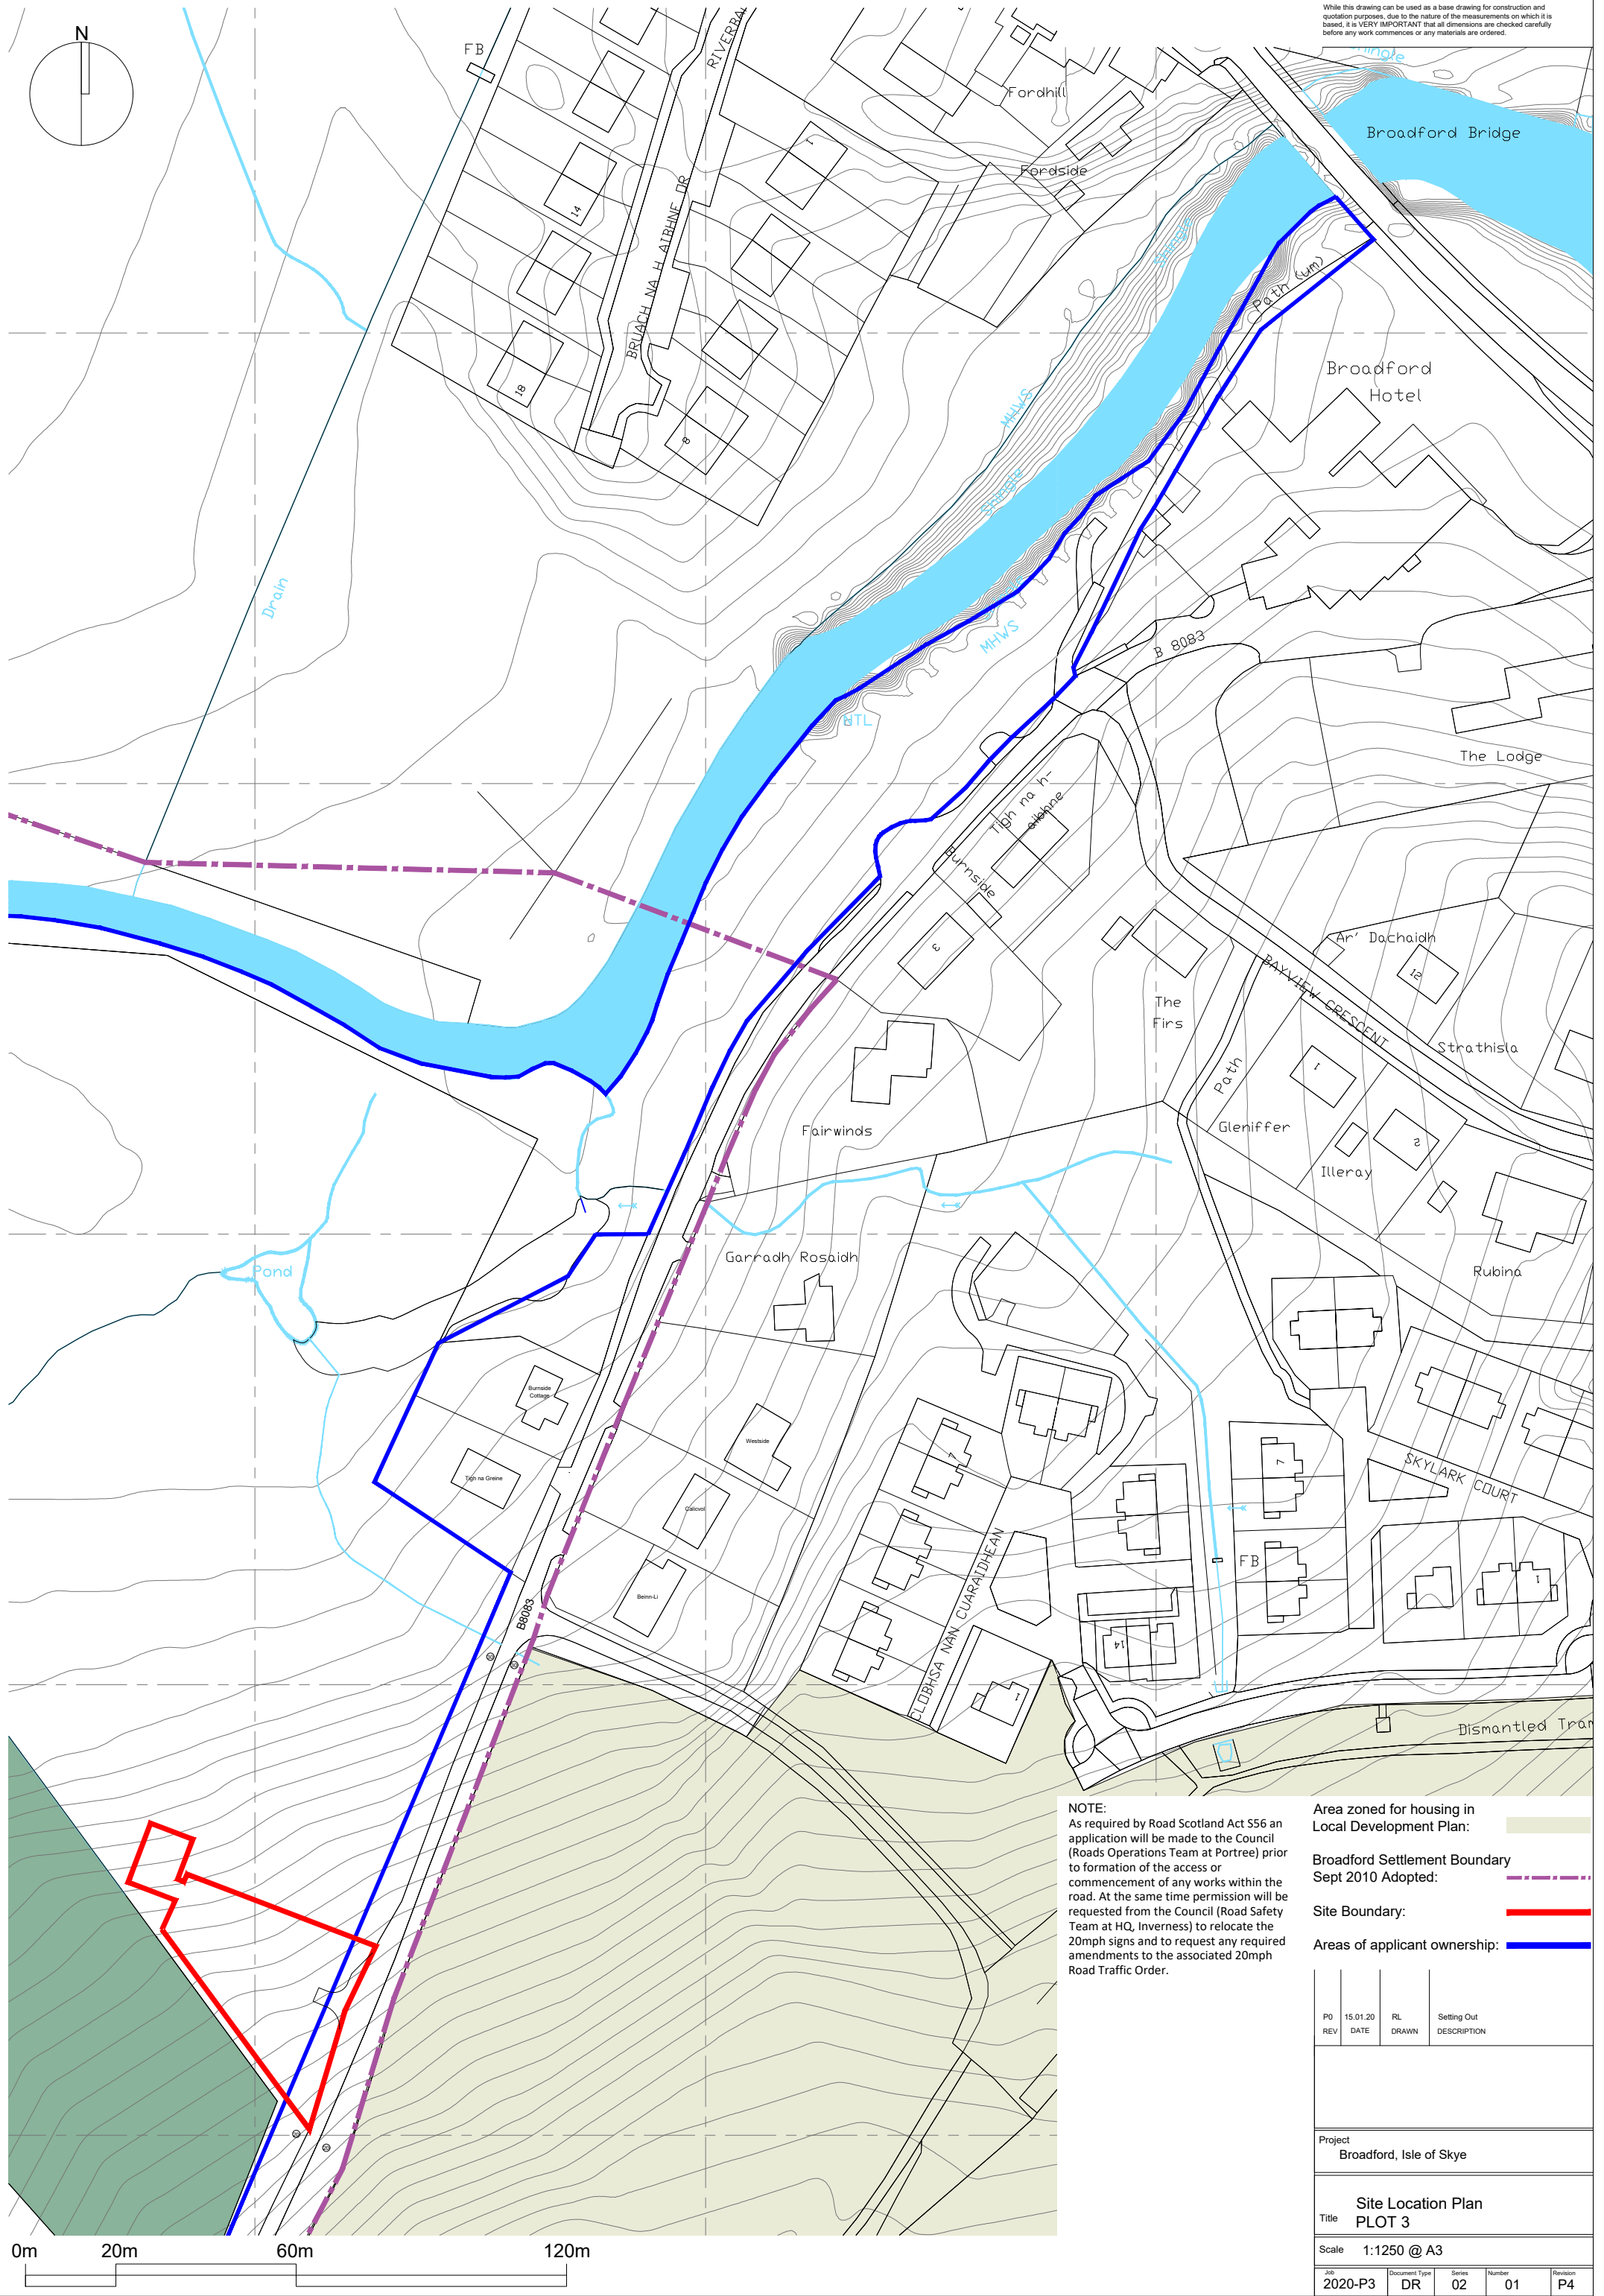 While this drawing can be used as a base drawing for construction and
quotation purposes, due to the nature of the measurements on which it is
based, it is VERY IMPORTANT that all dimensions are checked carefully
before any work commences or any materials are ordered.
N
FB
Fordhill
Broadford Bridge
Fordside
1
14
BRUACH NA H AIBHNE DR
Shingle
Path (um)
18
8
Broadford
Hotel
MHWS
Shingle
Drain
MHWS
B 8083
NTL
The Lodge
Tigh na h-
aibhne
Burnside
3
Ar' Dachaidh
12
BAYVIEW CRESCENT
The
Firs
Strathisla
Path
1
Fairwinds
Gleniffer
2
Illeray
Garradh Rosaidh
Pond
Rubina
Burnside
Cottage
Westside
Tigh na Greine
7
7
SKYLARK COURT
CLOBHSA NAN CUARAIDHEAN
FB
Beinn-Li
1
B8083
14
20
20
1
Dismantled Tram
NOTE:
As required by Road Scotland Act S56 an
application will be made to the Council
(Roads Operations Team at Portree) prior
to formation of the access or
commencement of any works within the
road. At the same time permission will be
requested from the Council (Road Safety
Team at HQ, Inverness) to relocate the
20mph signs and to request any required
amendments to the associated 20mph
Road Traffic Order.
Area zoned for housing in
Local Development Plan:
Broadford Settlement Boundary
Sept 2010 Adopted:
Site Boundary:
Areas of applicant ownership:
P0 15.01.20 RL Setting Out
REV DATE DRAWN DESCRIPTION
20
20
Project
Broadford, Isle of Skye
Site Location Plan
Title PLOT 3
Scale 1:1250 @ A3
Job Document Type Series Number Revision
2020-P3 DR 02 01 P4
0m 20m 60m 120m